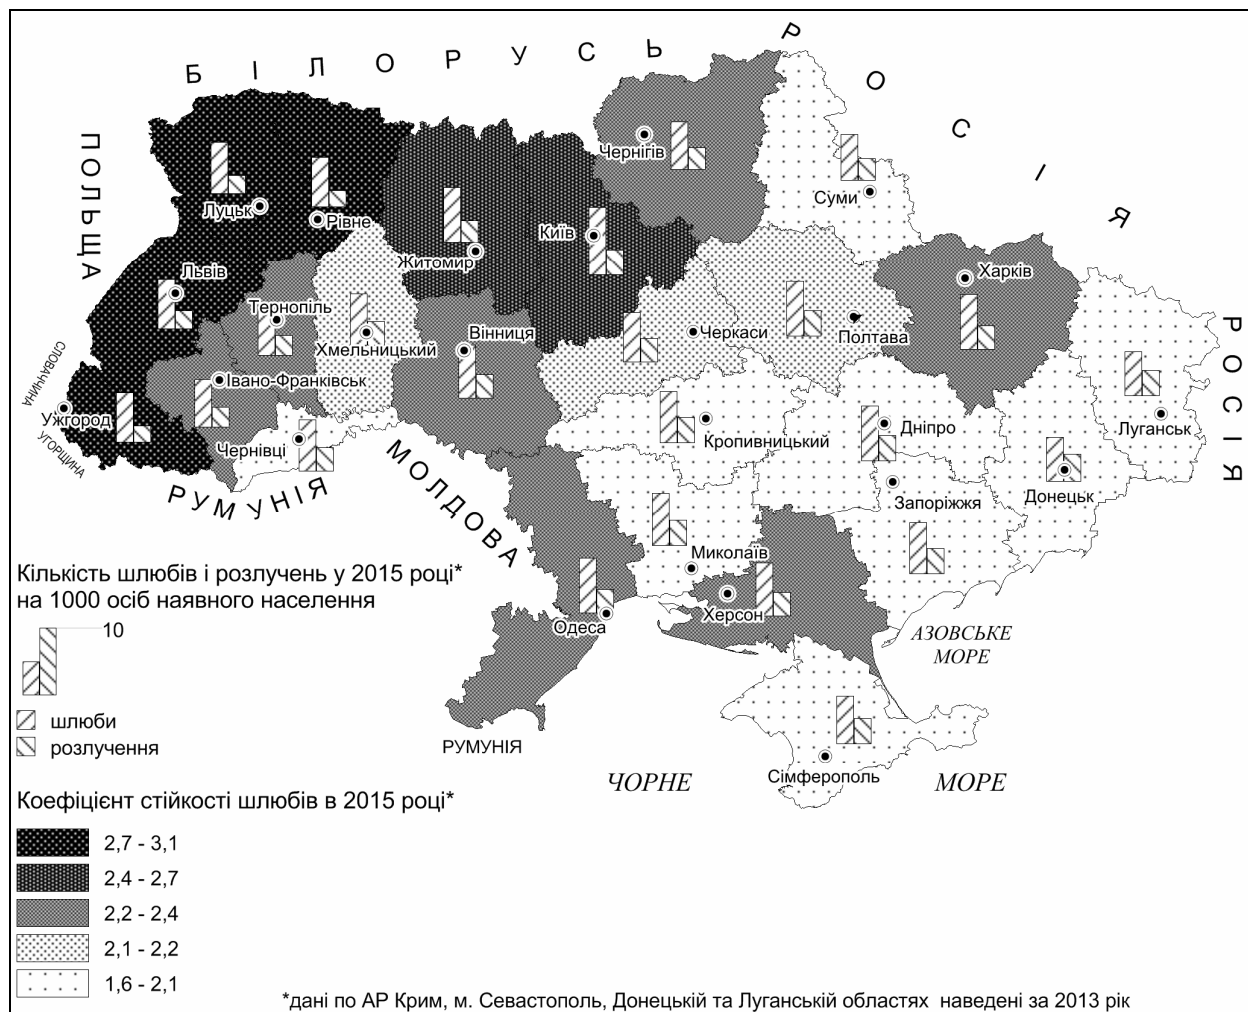 БІЛОРУСЬ
РОСІЯ
ПОЛЬЩА
Чернігів
Суми
Луцьк
Рівне
Київ
Житомир
Львів
Харків
Тернопіль
Хмельницький
Вінниця
Черкаси
Полтава
РОСІЯ
СЛОВАЧЧИНА
Івано-Франківськ
Ужгород
УГОРЩИНА
Чернівці
Кропивницький
Дніпро
Луганськ
РУМУНІЯ
МОЛДОВА
Запоріжжя
Донецьк
Миколаїв
Херсон
Одеса
АЗОВСЬКЕ
МОРЕ
Кількість шлюбів і розлучень у 2015 році*
на 1000 осіб наявного населення
10
шлюби
розлучення
РУМУНІЯ
Сімферополь
ЧОРНЕ МОРЕ
Коефіцієнт стійкості шлюбів в 2015 році*
2,7 - 3,1
2,4 - 2,7
2,2 - 2,4
2,1 - 2,2
1,6 - 2,1
*дані по АР Крим, м. Севастополь, Донецькій та Луганській областях наведені за 2013 рік